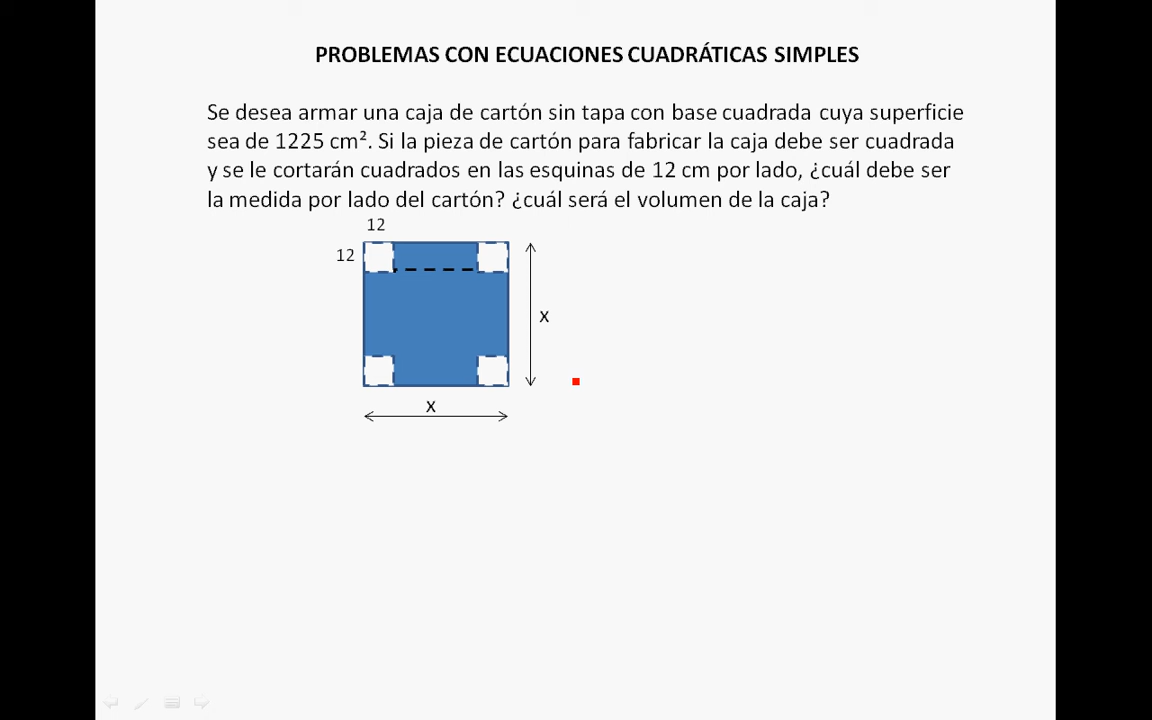 PROBLEMAS CON ECUACIONES CUADRÁTICAS SIMPLES
Se desea armar una caja de cartón sin tapa con base cuadrada cuya superficie
sea de 1225 cm². Si la pieza de cartón para fabricar la caja debe ser cuadrada
y se le cortarán cuadrados en las esquinas de 12 cm por lado, ¿cuál debe ser
la medida por lado del cartón? ¿cuál será el volumen de la caja?
12
12
x
x